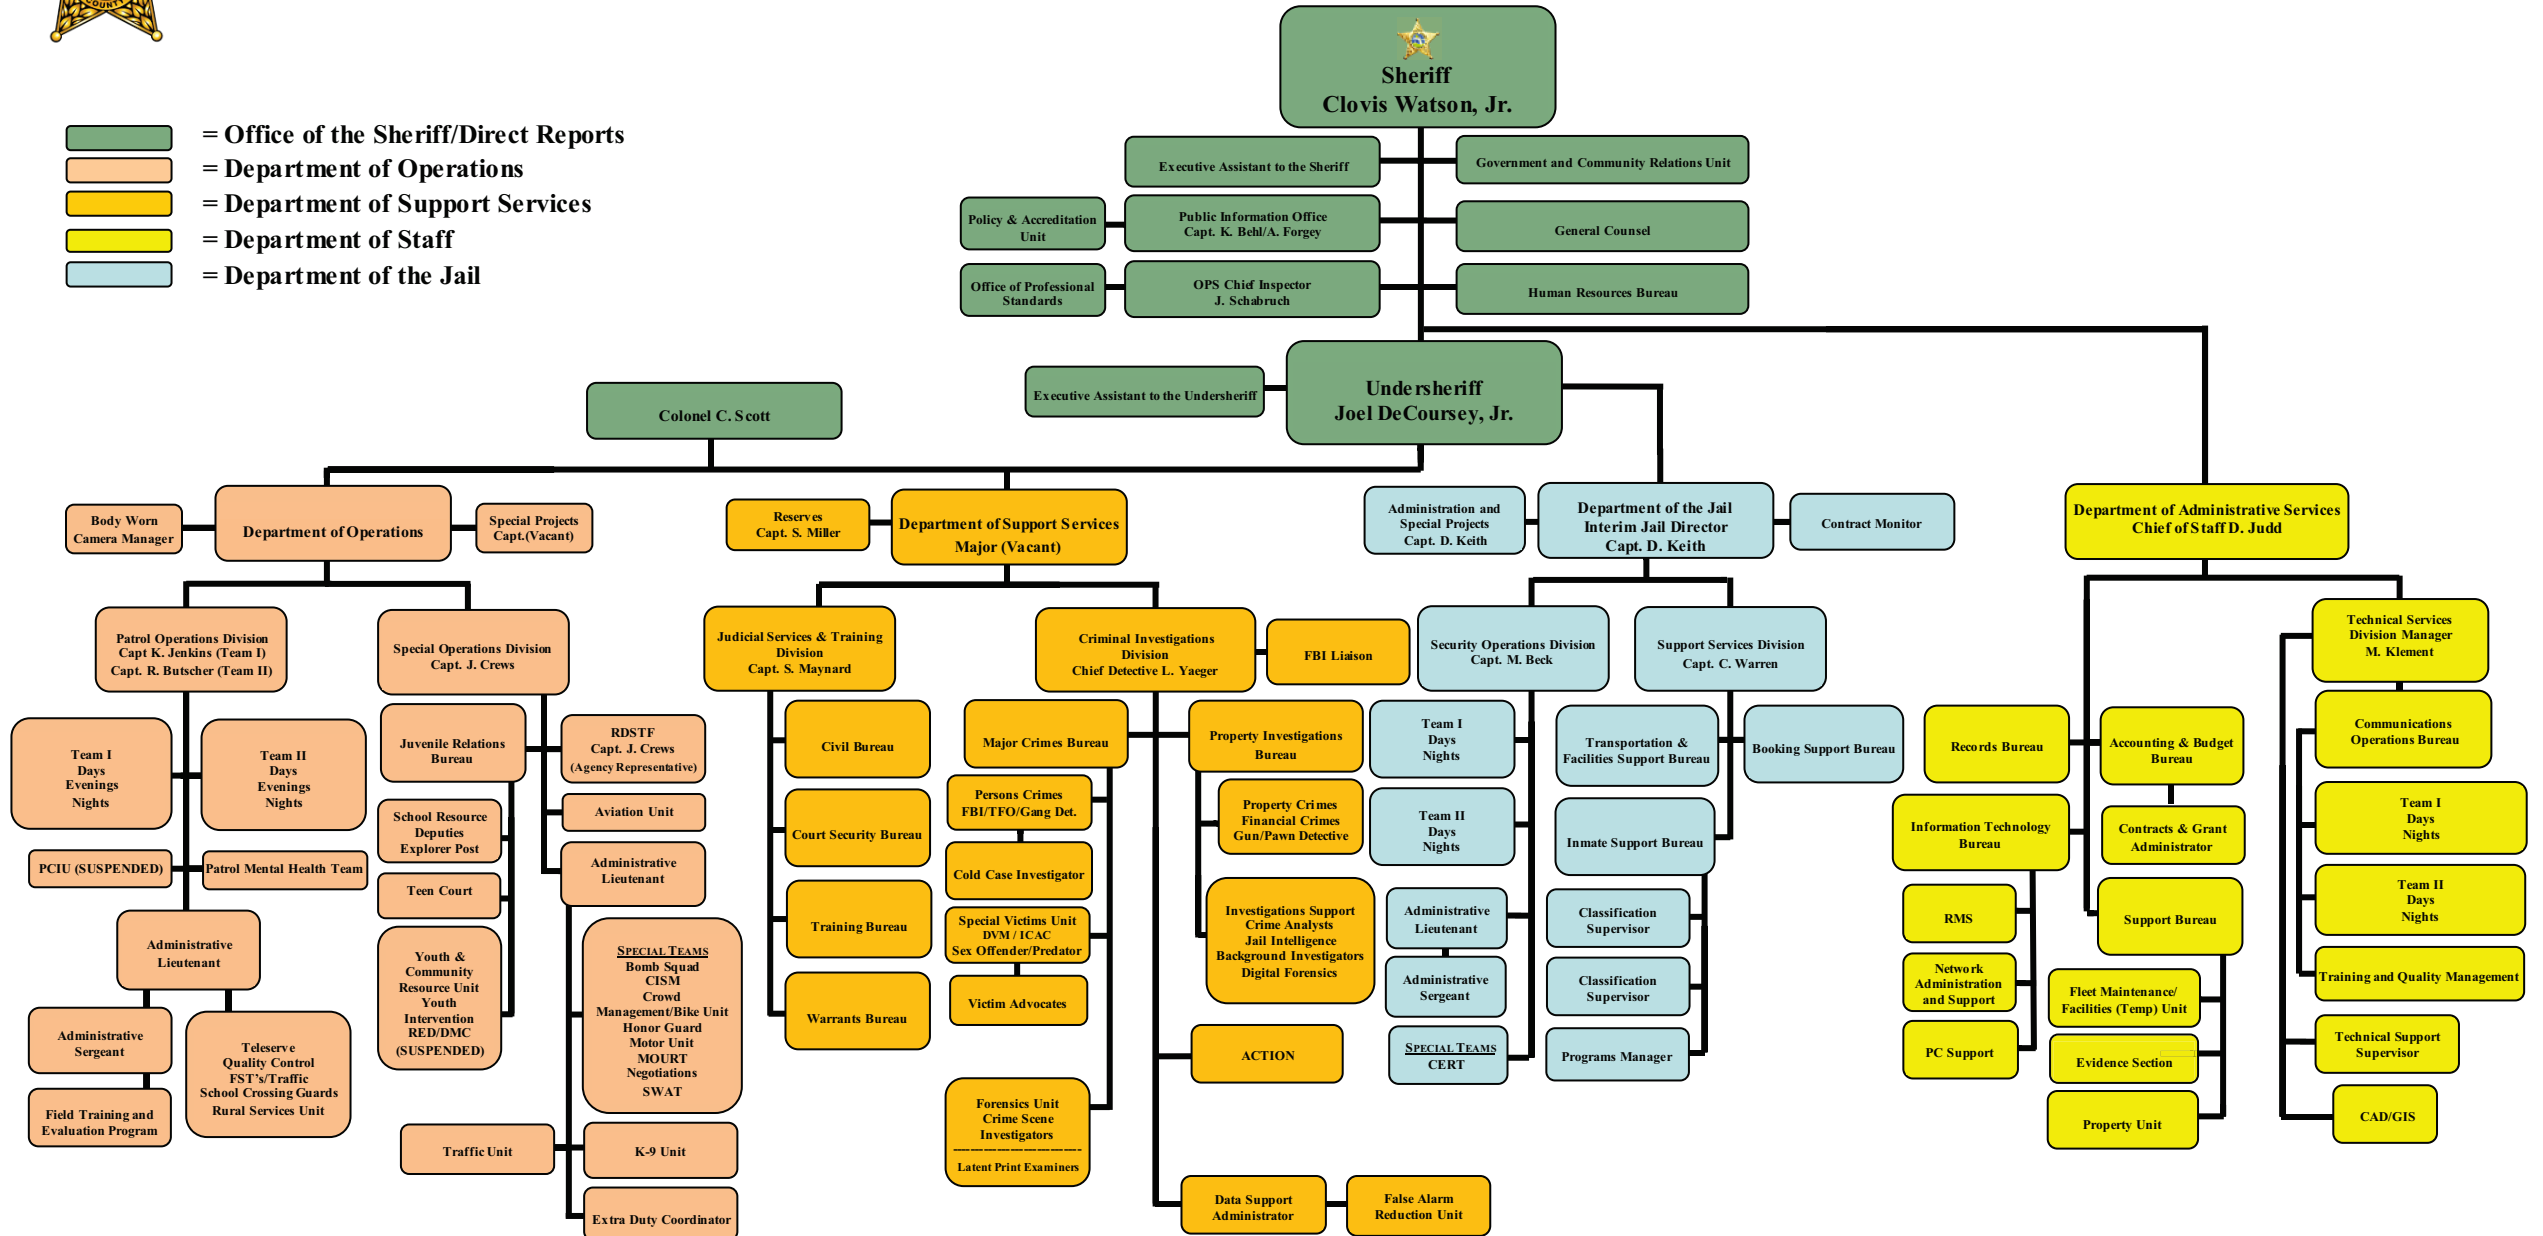 COUNTY
Sheriff
Clovis Watson, Jr.
= Office of the Sheriff/Direct Reports
= Department of Operations
= Department of Support Services
= Department of Staff
= Department of the Jail
Executive Assistant to the Sheriff
Government and Community Relations Unit
Policy & Accreditation
Unit
Public Information Office
Capt. K. Behl/A. Forgey
General Counsel
Office of Professional
Standards
OPS Chief Inspector
J. Schabruch
Human Resources Bureau
Executive Assistant to the Undersheriff
Undersheriff
Joel DeCoursey, Jr.
Colonel C. Scott
Body Worn
Camera Manager
Department of Operations
Special Projects
Capt.(Vacant)
Reserves
Capt. S. Miller
Department of Support Services
Major (Vacant)
Administration and
Special Projects
Capt. D. Keith
Department of the Jail
Interim Jail Director
Capt. D. Keith
Contract Monitor
Department of Administrative Services
Chief of Staff D. Judd
Patrol Operations Division
Capt K. Jenkins (Team I)
Capt. R. Butscher (Team II)
Special Operations Division
Capt. J. Crews
Judicial Services & Training
Division
Capt. S. Maynard
Criminal Investigations
Division
Chief Detective L. Yaeger
FBI Liaison
Security Operations Division
Capt. M. Beck
Support Services Division
Capt. C. Warren
Technical Services
Division Manager
M. Klement
Team I
Days
Evenings
Nights
Team II
Days
Evenings
Nights
PCIU (SUSPENDED)
Patrol Mental Health Team
Administrative
Lieutenant
Administrative
Sergeant
Field Training and
Evaluation Program
Teleserve
Quality Control
FST's/Traffic
School Crossing Guards
Rural Services Unit
Juvenile Relations
Bureau
School Resource
Deputies
Explorer Post
Teen Court
Youth &
Community
Resource Unit
Youth
Intervention
RED/DMC
(SUSPENDED)
RDSTF
Capt. J. Crews
(Agency Representative)
Aviation Unit
Administrative
Lieutenant
SPECIAL TEAMS
Bomb Squad
CISM
Crowd
Management/Bike Unit
Honor Guard
Motor Unit
MOURT
Negotiations
SWAT
Traffic Unit
K-9 Unit
Extra Duty Coordinator
Civil Bureau
Court Security Bureau
Training Bureau
Warrants Bureau
Major Crimes Bureau
Persons Crimes
FBI/TFO/Gang Det.
Cold Case Investigator
Special Victims Unit
DVM / ICAC
Sex Offender/Predator
Victim Advocates
Forensics Unit
Crime Scene
Investigators
Latent Print Examiners
Property Investigations
Bureau
Property Crimes
Financial Crimes
Gun/Pawn Detective
Investigations Support
Crime Analysts
Jail Intelligence
Background Investigators
Digital Forensics
ACTION
Data Support
Administrator
False Alarm
Reduction Unit
Team I
Days
Nights
Team II
Days
Nights
Administrative
Lieutenant
Administrative
Sergeant
SPECIAL TEAMS
CERT
Transportation &
Facilities Support Bureau
Booking Support Bureau
Inmate Support Bureau
Classification
Supervisor
Classification
Supervisor
Programs Manager
Records Bureau
Accounting & Budget
Bureau
Information Technology
Bureau
Contracts & Grant
Administrator
RMS
Network
Administration
and Support
PC Support
Support Bureau
Fleet Maintenance/
Facilities (Temp) Unit
Evidence Section
Property Unit
Communications
Operations Bureau
Team I
Days
Nights
Team II
Days
Nights
Training and Quality Management
Technical Support
Supervisor
CAD/GIS